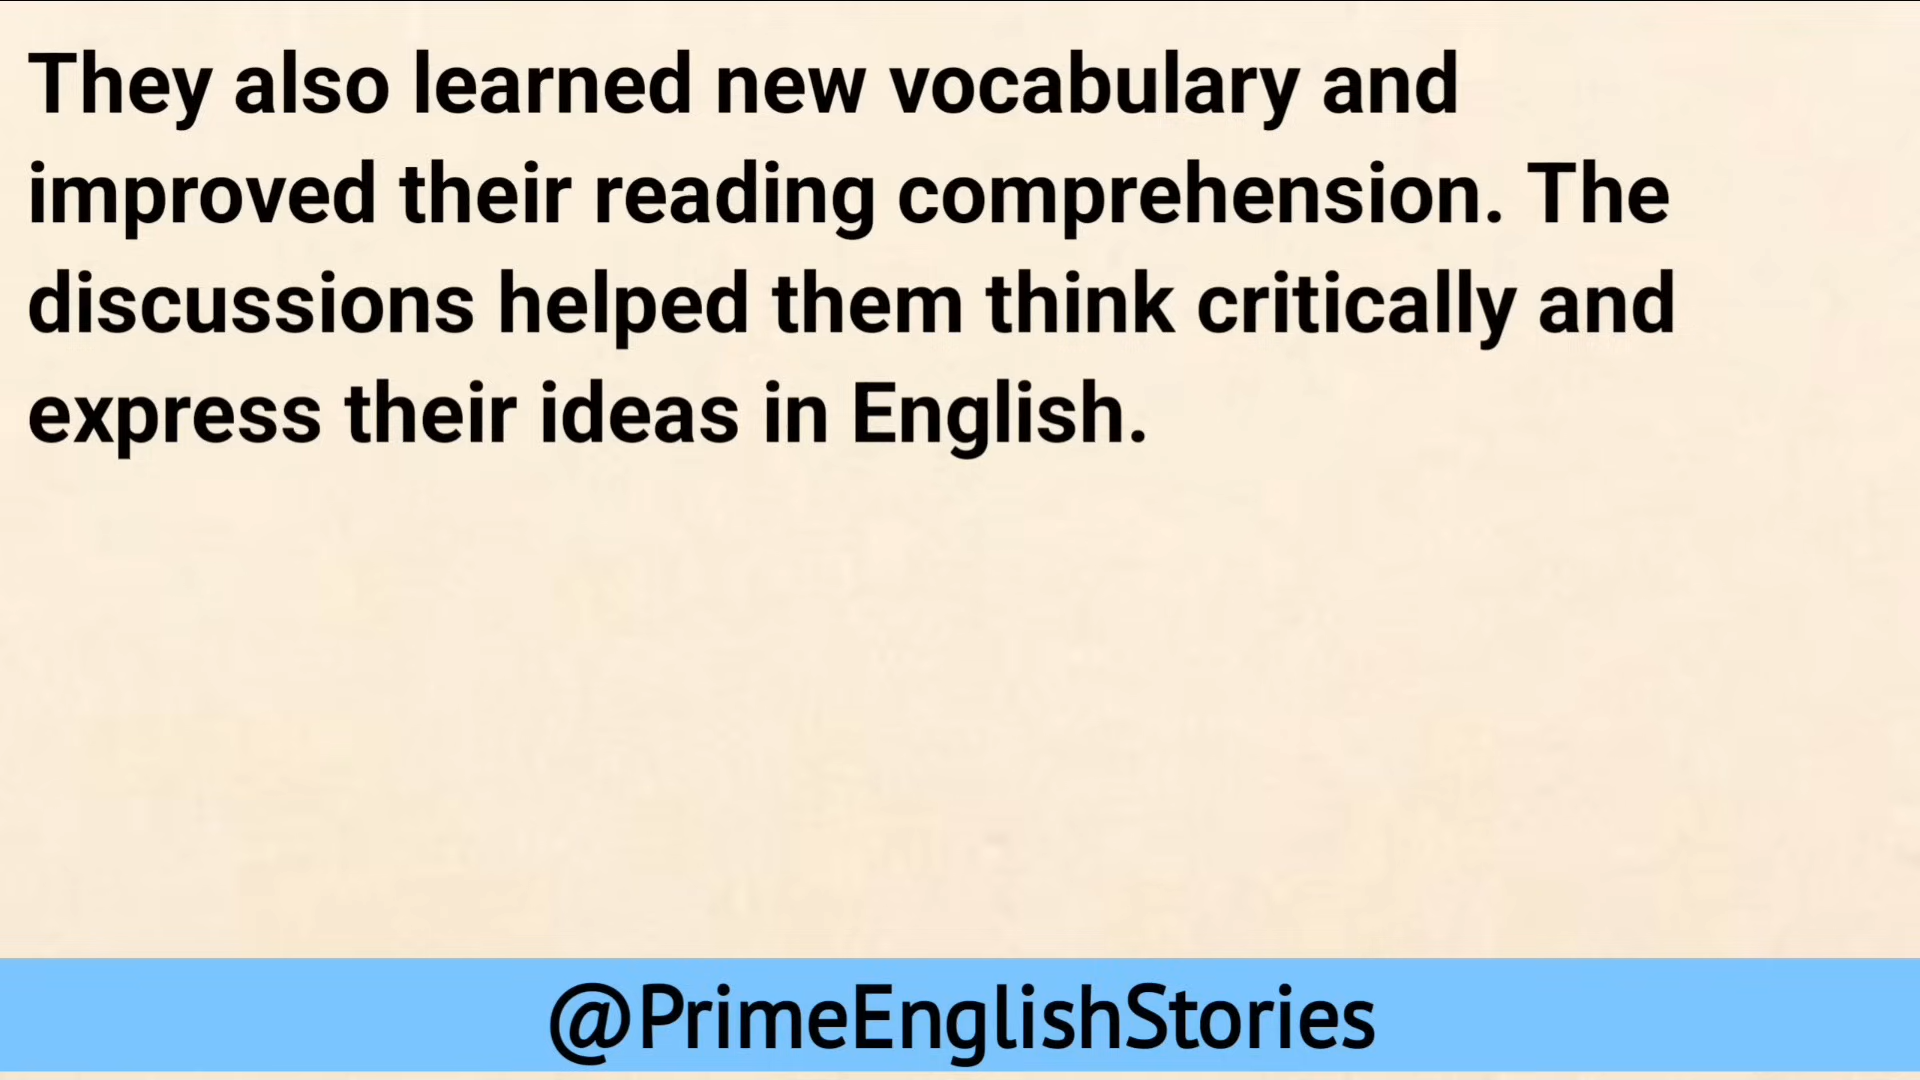 They also learned new vocabulary and
improved their reading comprehension. The
discussions helped them think critically and
express their ideas in English.
@PrimeEnglishStories